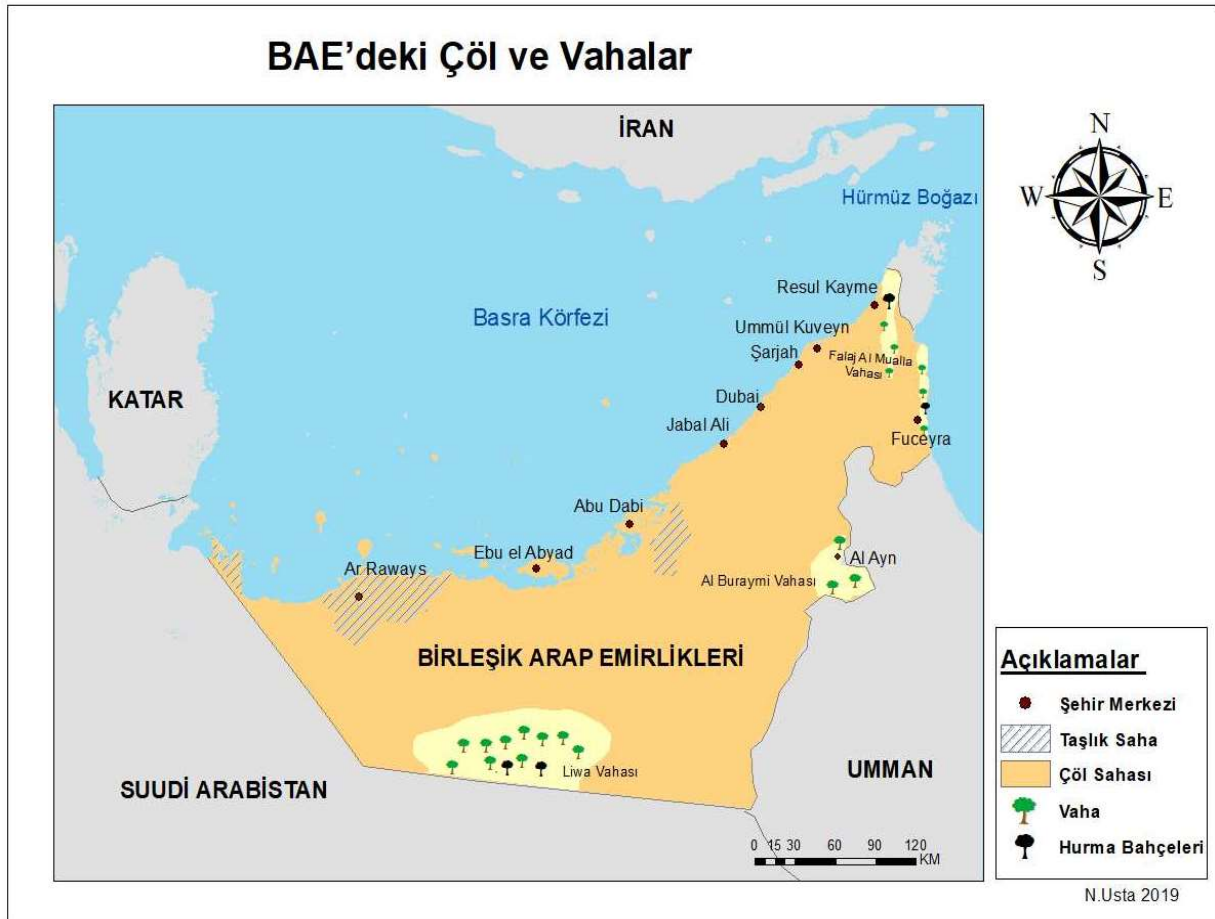 BAE’deki Çöl ve Vahalar
İRAN
N
Hürmüz Boğazı
W
E
S
Resul Kayme
Basra Körfezi
Ummül Kuveyn
Şarjah
Falaj Al Mualla
Vahası
KATAR
Dubai
Jabal Ali
Fuceyra
Abu Dabi
Ebu el Abyad
Al Ayn
Ar Raways
Al Buraymi Vahası
BİRLEŞİK ARAP EMİRLİKLERİ
Açıklamalar
Şehir Merkezi
Taşlık Saha
Liwa Vahası
UMMAN
Çöl Sahası
SUUDİ ARABİSTAN
Vaha
0 15 30 60 90 120
KM
Hurma Bahçeleri
N.Usta 2019